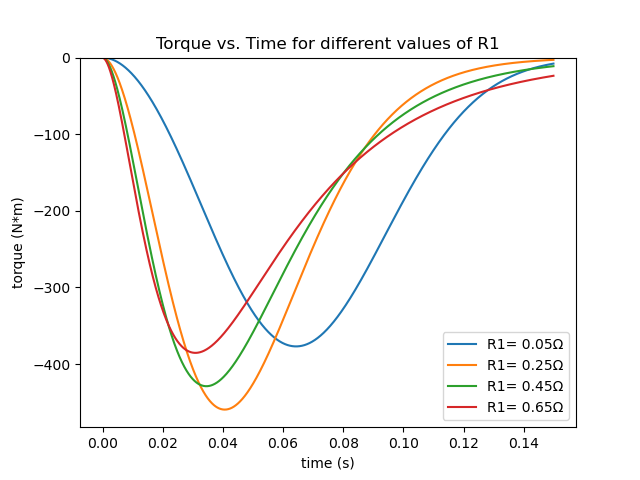 Torque vs. Time for different values of R1
0
−100
−200
−300
−400
torque (N*m)
0.00 0.02 0.04 0.06 0.08 0.10 0.12 0.14
time (s)
R1= 0.05Ω
R1= 0.25Ω
R1= 0.45Ω
R1= 0.65Ω